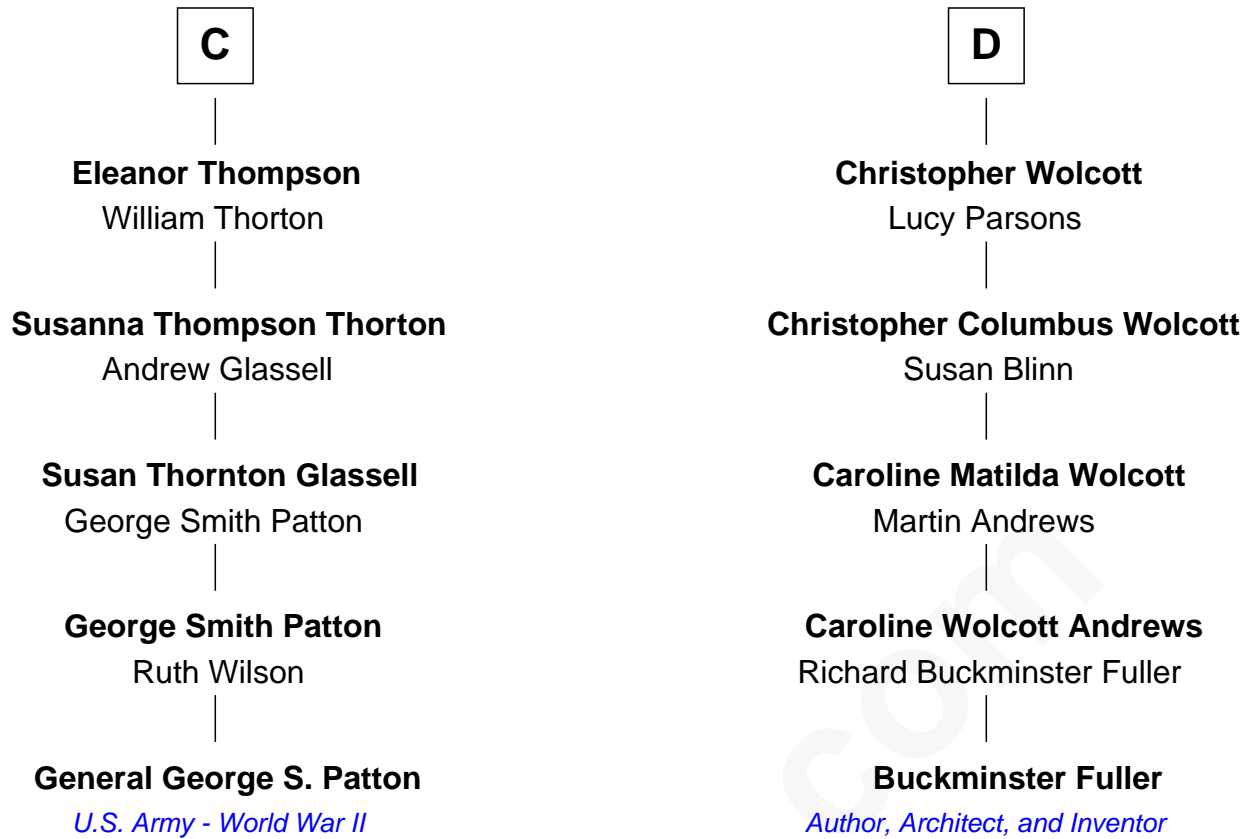 C
Eleanor Thompson
William Thorton
Susanna Thompson Thorton
Andrew Glassell
Susan Thornton Glassell
George Smith Patton
George Smith Patton
Ruth Wilson
General George S. Patton
U.S. Army - World War II
D
Christopher Wolcott
Lucy Parsons
Christopher Columbus Wolcott
Susan Blinn
Caroline Matilda Wolcott
Martin Andrews
Caroline Wolcott Andrews
Richard Buckminster Fuller
Buckminster Fuller
Author, Architect, and Inventor
com